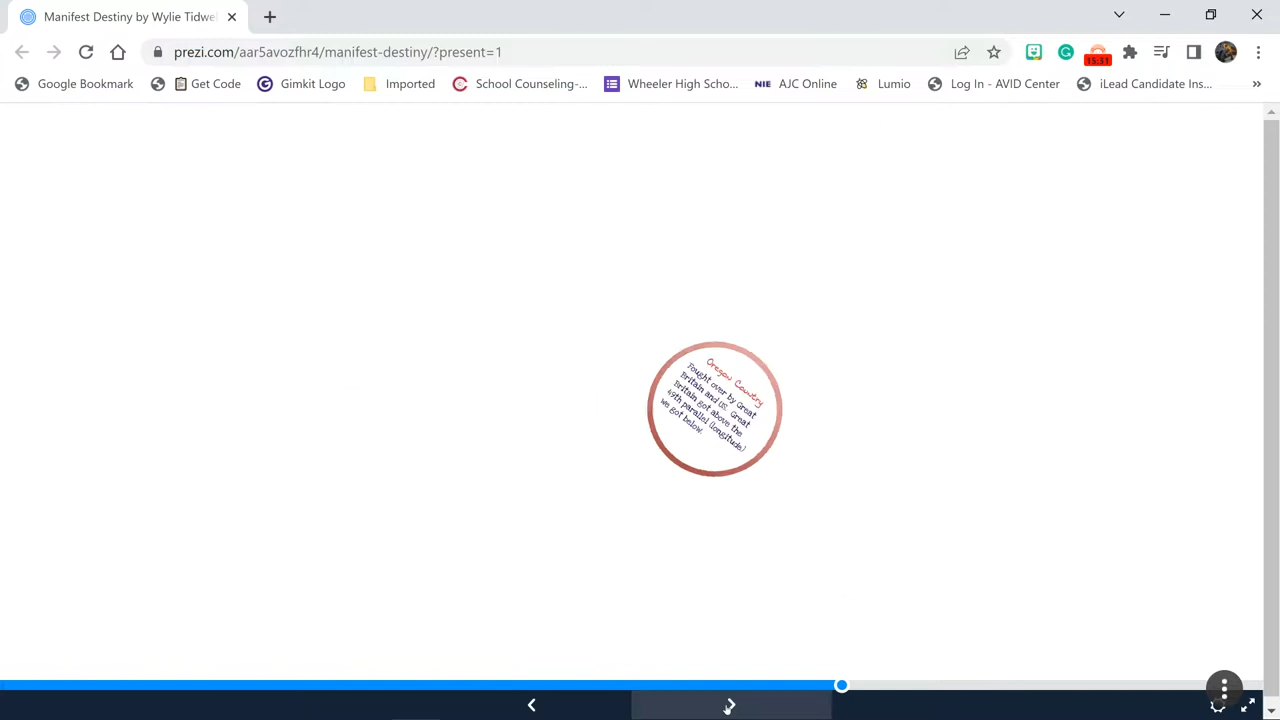 Manifest Destiny by Wylie Tidwel
prezi.com/aar5avozfhr4/manifest-destiny/?present=1
15:31
Google Bookmark
Get Code
Gimkit Logo
Imported
School Counseling-...
Wheeler High Scho...
NIE AJC Online
Lumio
Log In - AVID Center
iLead Candidate Ins...
»
Oregon Country
Fought over by Great
Britain and US. Great
Britain got above the
49th parallel (longitude)
we got below.